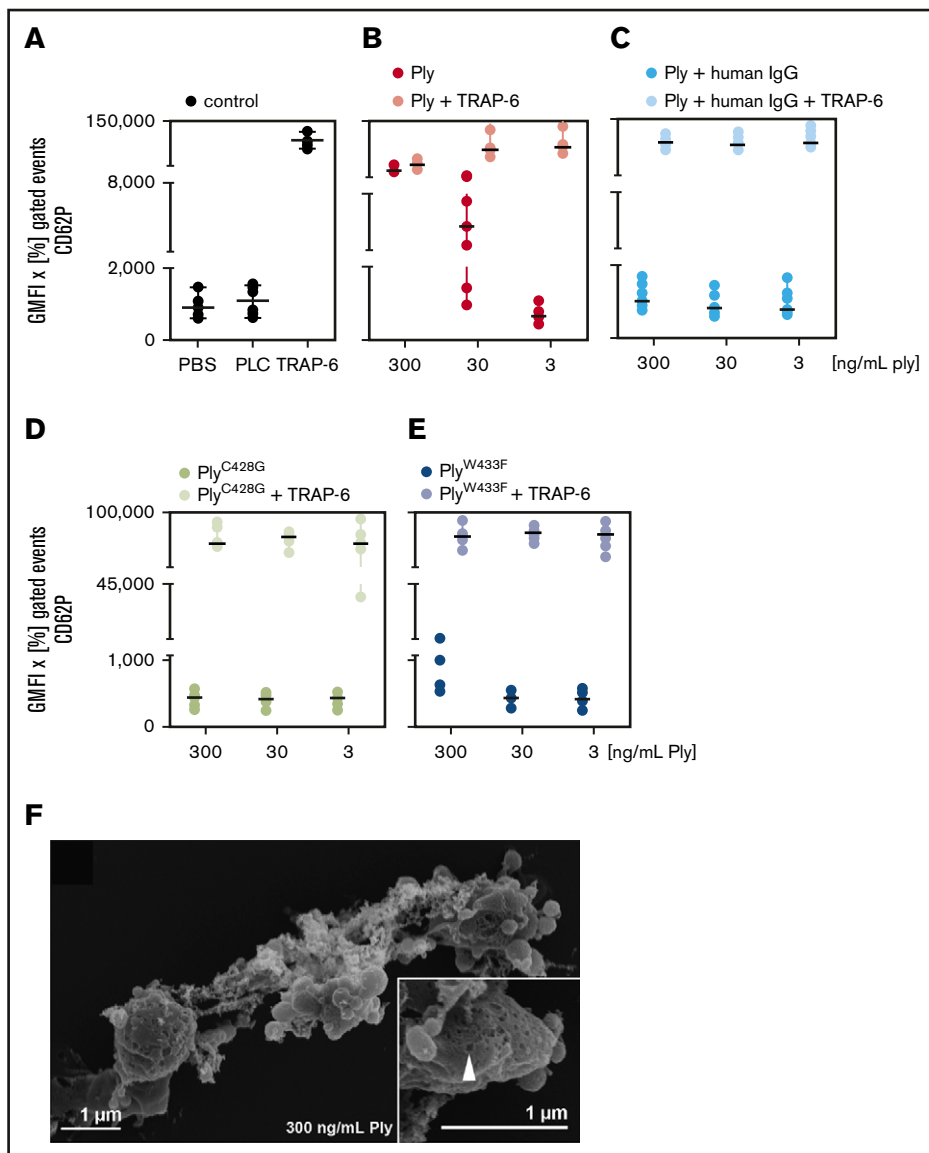 A
B
C
control
Ply
Ply + TRAP-6
Ply + human IgG
Ply + human IgG + TRAP-6
GMFI x [%] gated events
CD62P
150,000
8,000
2,000
0
PBS PLC TRAP-6
300 30 3
300 30 3 [ng/mL ply]
D
E
Ply^C428G
Ply^C428G + TRAP-6
Ply^W433F
Ply^W433F + TRAP-6
GMFI x [%] gated events
CD62P
100,000
45,000
1,000
0
300 30 3
300 30 3 [ng/mL Ply]
F
1 µm
300 ng/mL Ply
1 µm